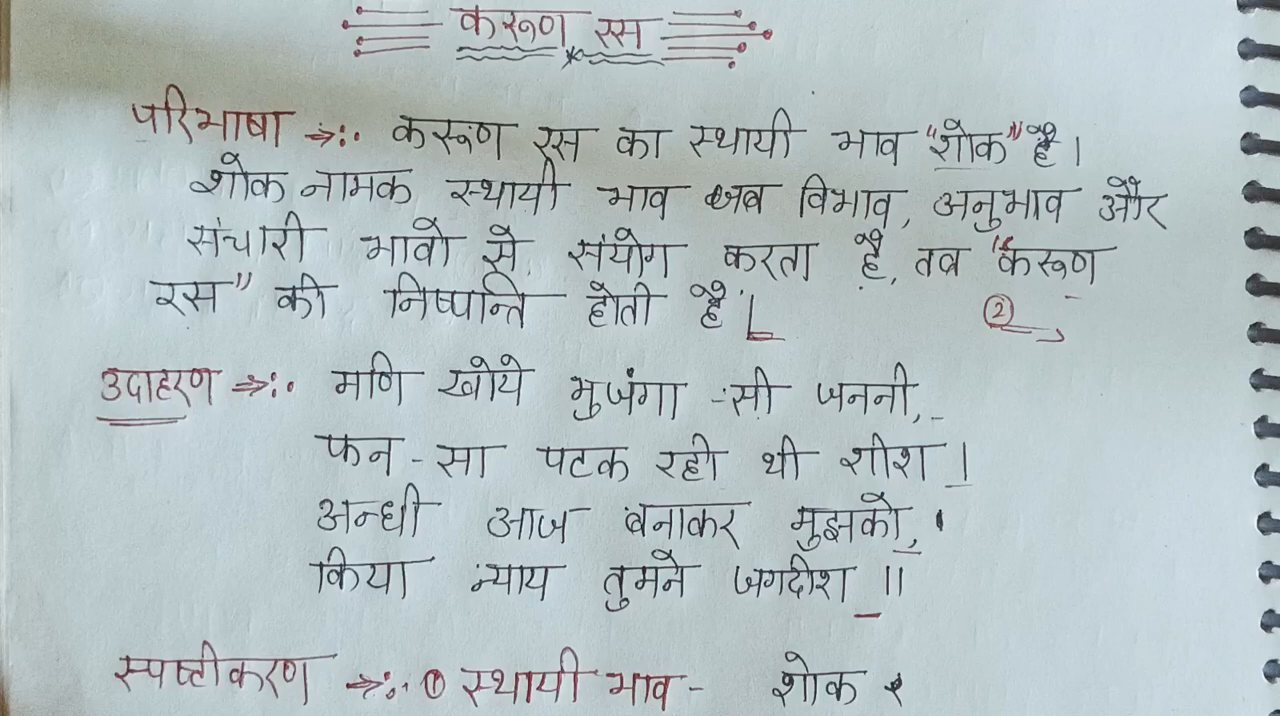 करूण रस
परिभाषा →:. करूण रस का स्थायी भाव "शोक" है।
शोक नामक स्थायी भाव जब विभाव, अनुभाव और
संचारी भावो से संयोग करता है, तब "करूण
रस" की निष्पत्ति होती है।
②
उदाहरण →:. मणि खोये भुजंगा -सी जननी,
फन - सा पटक रही थी शीश।
अन्धी आज बनाकर मुझको,
किया न्याय तुमने जगदीश॥
स्पष्टीकरण →:. ① स्थायी भाव - शोक